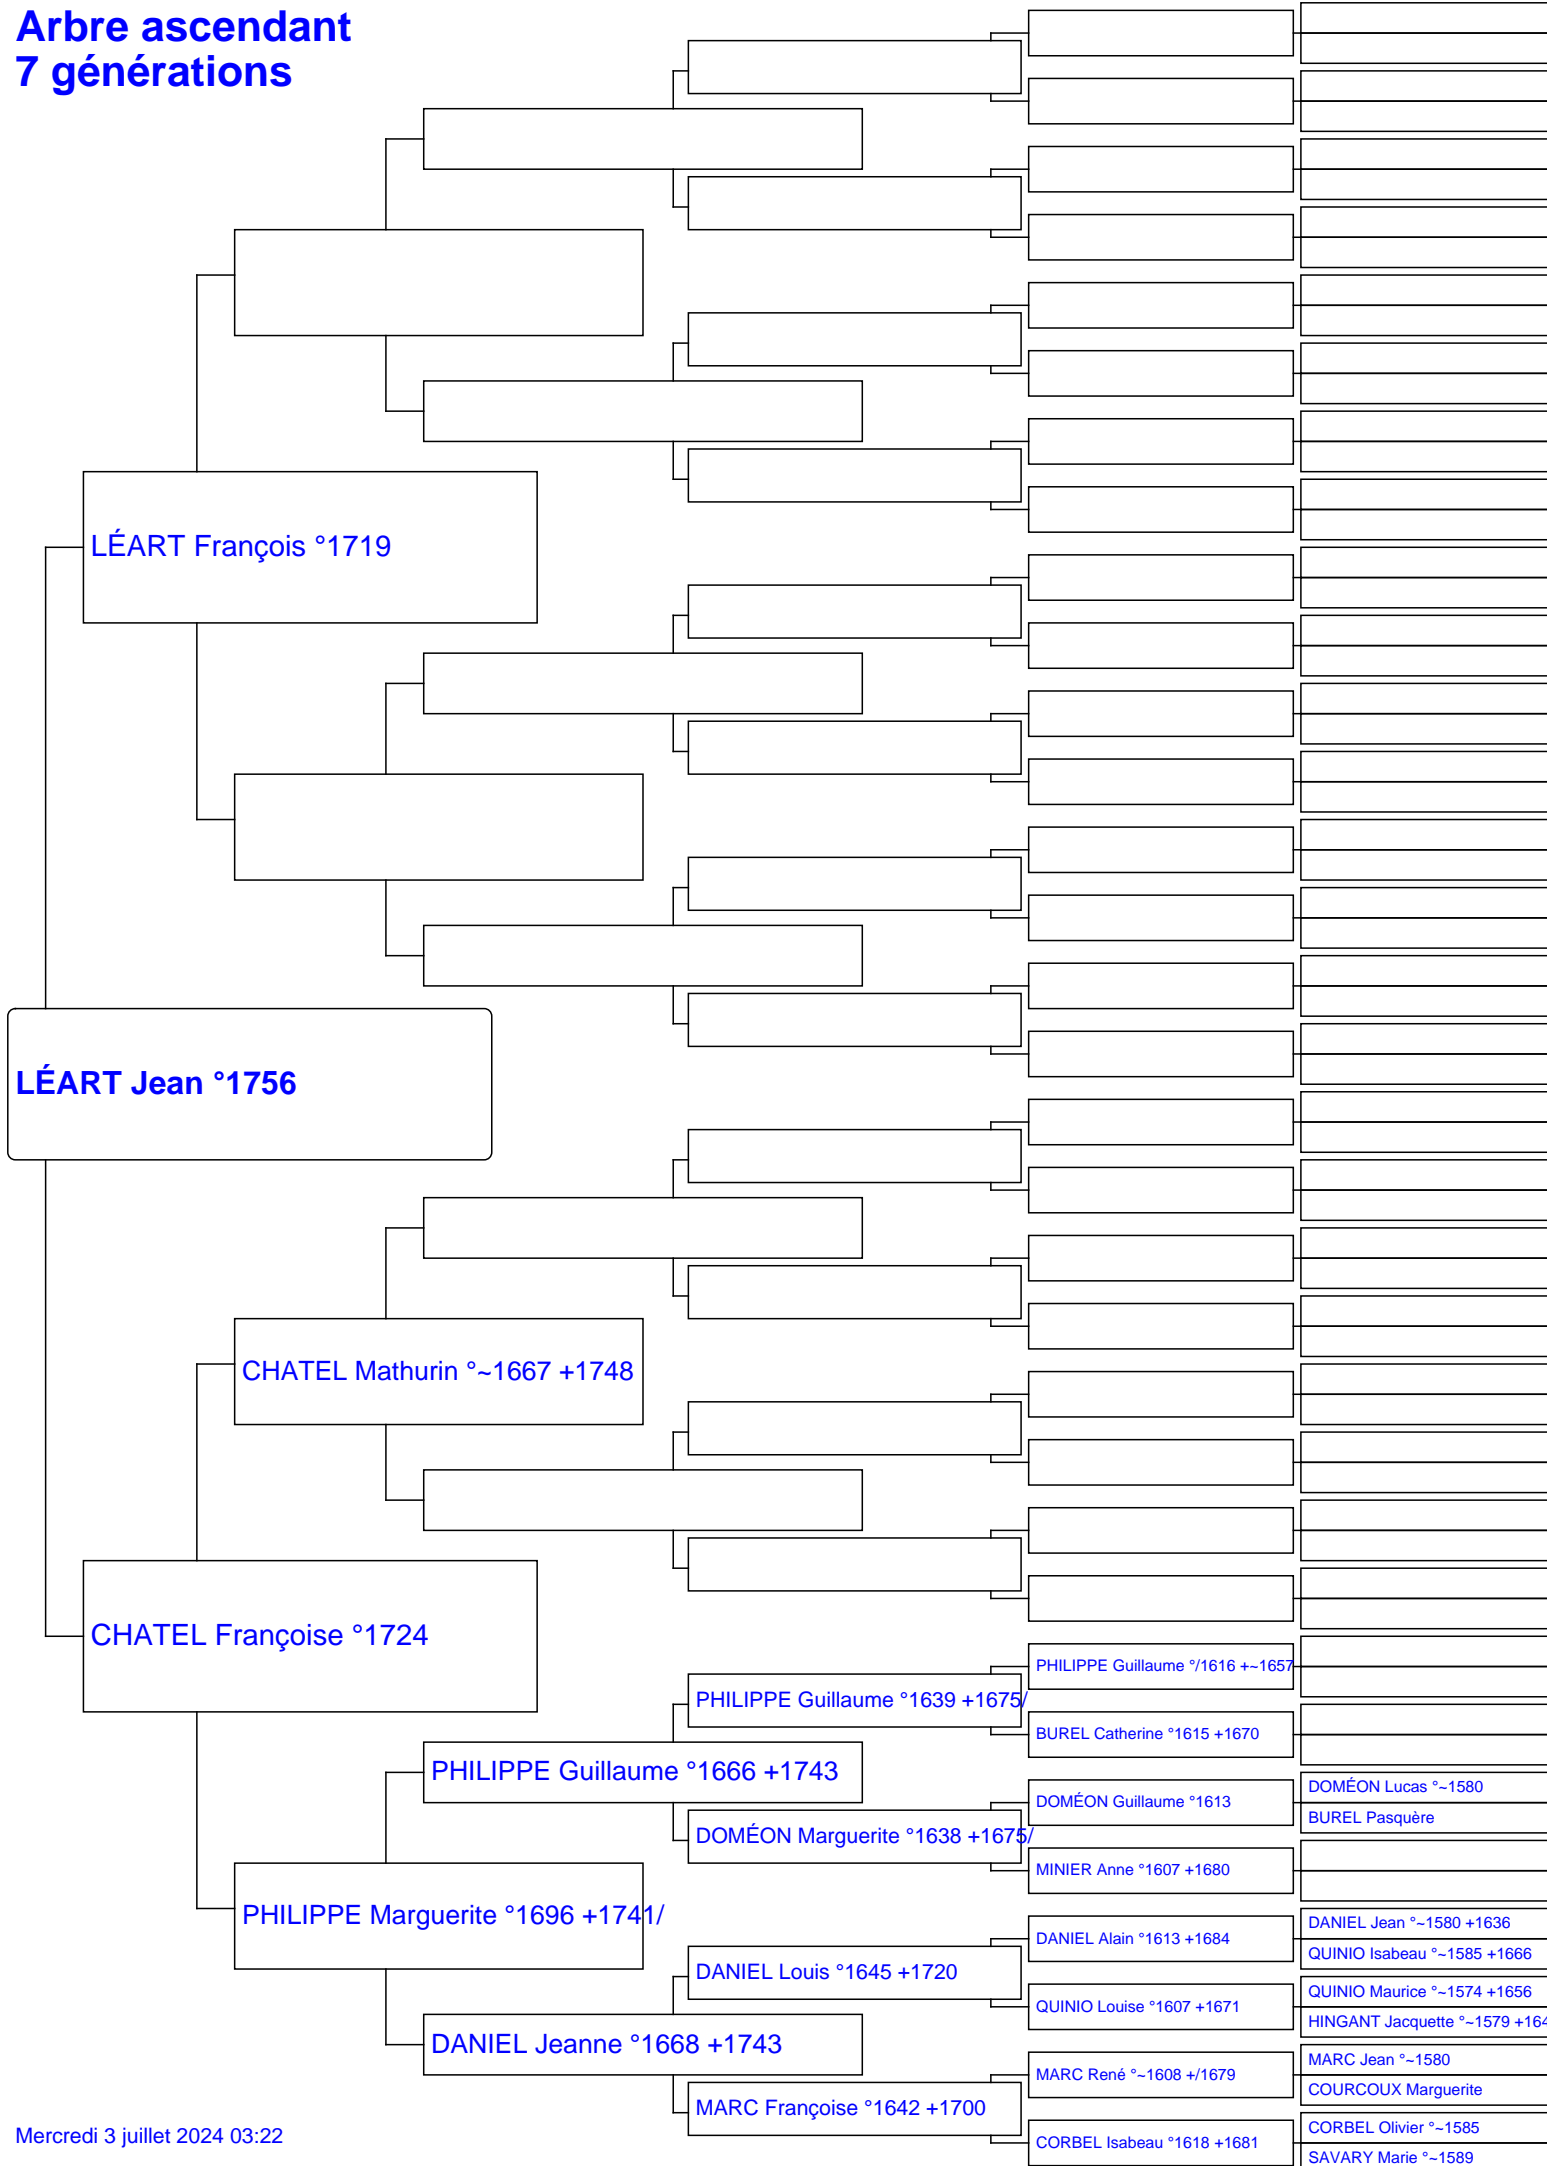 Arbre ascendant
7 générations
LÉART François °1719
LÉART Jean °1756
CHATEL Mathurin °~1667 +1748
CHATEL Françoise °1724
PHILIPPE Guillaume °/1616 +~1657
PHILIPPE Guillaume °1639 +1675/
BUREL Catherine °1615 +1670
PHILIPPE Guillaume °1666 +1743
DOMÉON Lucas °~1580
DOMÉON Guillaume °1613
BUREL Pasquère
DOMÉON Marguerite °1638 +1675/
MINIER Anne °1607 +1680
PHILIPPE Marguerite °1696 +1741/
DANIEL Jean °~1580 +1636
DANIEL Alain °1613 +1684
QUINIO Isabeau °~1585 +1666
DANIEL Louis °1645 +1720
QUINIO Maurice °~1574 +1656
QUINIO Louise °1607 +1671
HINGANT Jacquette °~1579 +164
DANIEL Jeanne °1668 +1743
MARC Jean °~1580
MARC René °~1608 +/1679
COURCOUX Marguerite
MARC Françoise °1642 +1700
CORBEL Olivier °~1585
CORBEL Isabeau °1618 +1681
SAVARY Marie °~1589
Mercredi 3 juillet 2024 03:22